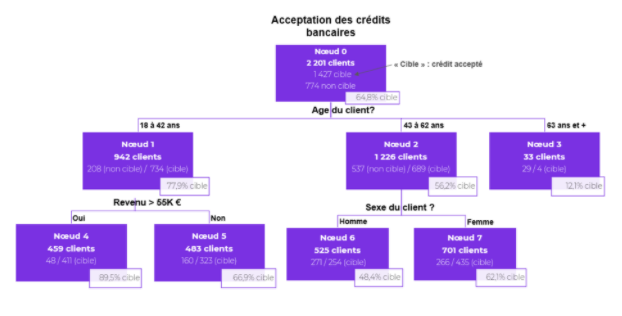 Acceptation des crédits
bancaires
Nœud 0
2 201 clients
1 427 cible
774 non cible
« Cible » : crédit accepté
64,8% cible
Age du client?
18 à 42 ans
43 à 62 ans
63 ans et +
Nœud 1
942 clients
208 (non cible) / 734 (cible)
77,9% cible
Nœud 2
1 226 clients
537 (non cible) / 689 (cible)
56,2% cible
Nœud 3
33 clients
29 / 4 (cible)
12,1% cible
Revenu > 55K €
Oui
Non
Sexe du client ?
Homme
Femme
Nœud 4
459 clients
48 / 411 (cible)
89,5% cible
Nœud 5
483 clients
160 / 323 (cible)
66,9% cible
Nœud 6
525 clients
271 / 254 (cible)
48,4% cible
Nœud 7
701 clients
266 / 435 (cible)
62,1% cible